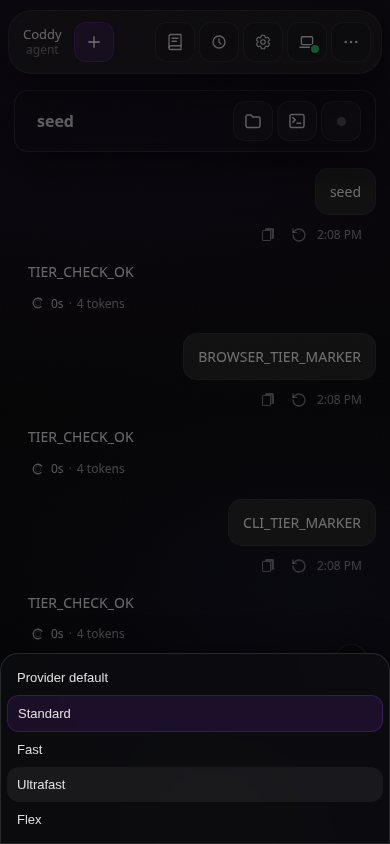 Coddy
agent
seed
seed
2:08 PM
TIER_CHECK_OK
0s · 4 tokens
BROWSER_TIER_MARKER
2:08 PM
TIER_CHECK_OK
0s · 4 tokens
CLI_TIER_MARKER
2:08 PM
TIER_CHECK_OK
0s · 4 tokens
Provider default
Standard
Fast
Ultrafast
Flex